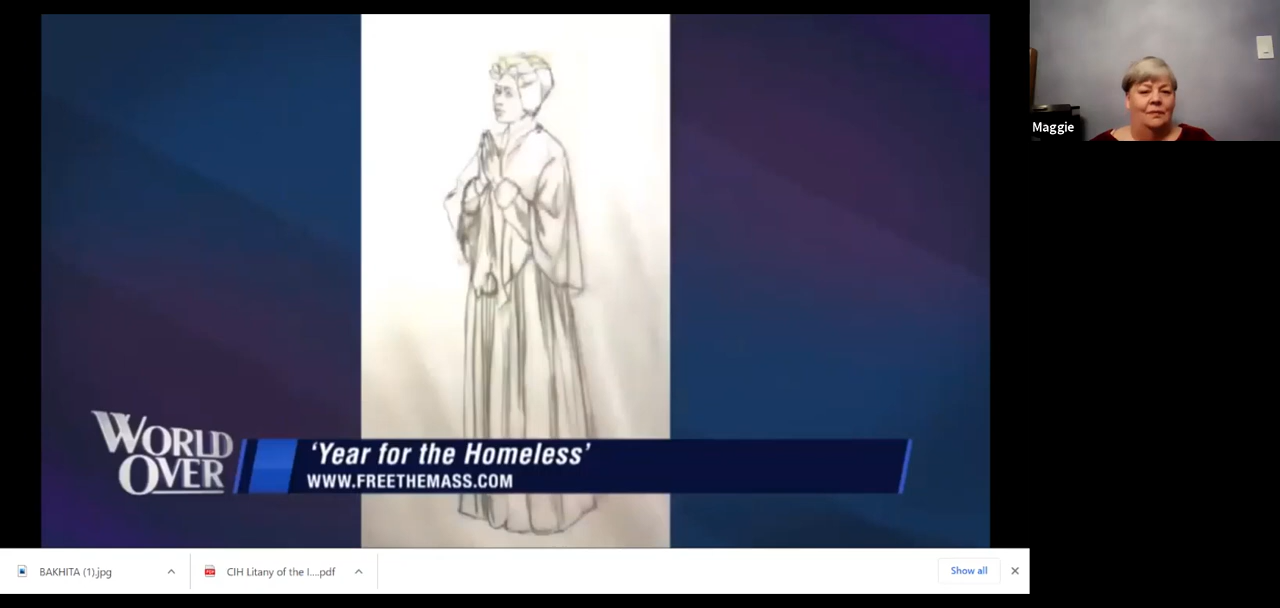 Maggie
WORLD
OVER
‘Year for the Homeless’
WWW.FREETHEMASS.COM
BAKHITA (1).jpg
CIH Litany of the I....pdf
Show all